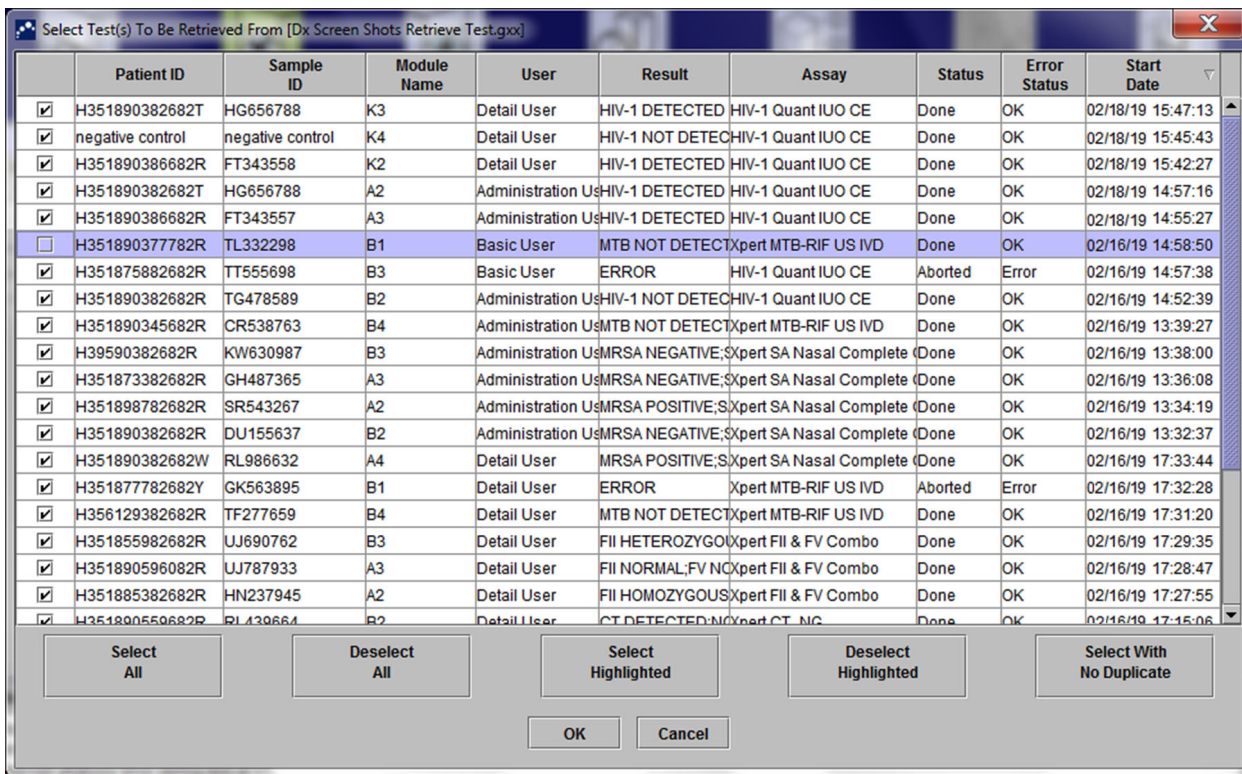 Select Test(s) To Be Retrieved From [Dx Screen Shots Retrieve Test.gxx]
Patient ID Sample ID Module Name User Result Assay Status Error Status Start Date
H351890382682T HG656788 K3 Detail User HIV-1 DETECTED HIV-1 Quant IUO CE Done OK 02/18/19 15:47:13
negative control negative control K4 Detail User HIV-1 NOT DETEC HIV-1 Quant IUO CE Done OK 02/18/19 15:45:43
H351890386682R FT343558 K2 Detail User HIV-1 DETECTED HIV-1 Quant IUO CE Done OK 02/18/19 15:42:27
H351890382682T HG656788 A2 Administration Us HIV-1 DETECTED HIV-1 Quant IUO CE Done OK 02/18/19 14:57:16
H351890386682R FT343557 A3 Administration Us HIV-1 DETECTED HIV-1 Quant IUO CE Done OK 02/18/19 14:55:27
H351890377782R TL332298 B1 Basic User MTB NOT DETECT Xpert MTB-RIF US IVD Done OK 02/16/19 14:58:50
H351875882682R TT555698 B3 Basic User ERROR HIV-1 Quant IUO CE Aborted Error 02/16/19 14:57:38
H351890382682R TG478589 B2 Administration Us HIV-1 NOT DETEC HIV-1 Quant IUO CE Done OK 02/16/19 14:52:39
H351890345682R CR538763 B4 Administration Us MTB NOT DETECT Xpert MTB-RIF US IVD Done OK 02/16/19 13:39:27
H39590382682R KW630987 B3 Administration Us MRSA NEGATIVE;S Xpert SA Nasal Complete Done OK 02/16/19 13:38:00
H351873382682R GH487365 A3 Administration Us MRSA NEGATIVE;S Xpert SA Nasal Complete Done OK 02/16/19 13:36:08
H351898782682R SR543267 A2 Administration Us MRSA POSITIVE;S Xpert SA Nasal Complete Done OK 02/16/19 13:34:19
H351890382682R DU155637 B2 Administration Us MRSA NEGATIVE;S Xpert SA Nasal Complete Done OK 02/16/19 13:32:37
H351890382682W RL986632 A4 Detail User MRSA POSITIVE;S Xpert SA Nasal Complete Done OK 02/16/19 17:33:44
H351877782682Y GK563895 B1 Detail User ERROR Xpert MTB-RIF US IVD Aborted Error 02/16/19 17:32:28
H356129382682R TF277659 B4 Detail User MTB NOT DETECT Xpert MTB-RIF US IVD Done OK 02/16/19 17:31:20
H351855982682R UJ690762 B3 Detail User FII HETEROZYGOU Xpert FII & FV Combo Done OK 02/16/19 17:29:35
H351890596082R UJ787933 A3 Detail User FII NORMAL;FV NO Xpert FII & FV Combo Done OK 02/16/19 17:28:47
H351885382682R HN237945 A2 Detail User FII HOMOZYGOUS Xpert FII & FV Combo Done OK 02/16/19 17:27:55
H351890559682R RL439664 B2 Detail User CT DETECTED;NG Xpert CT_NG Done OK 02/16/19 17:15:06
Select All Deselect All Select Highlighted Deselect Highlighted Select With No Duplicate
OK Cancel